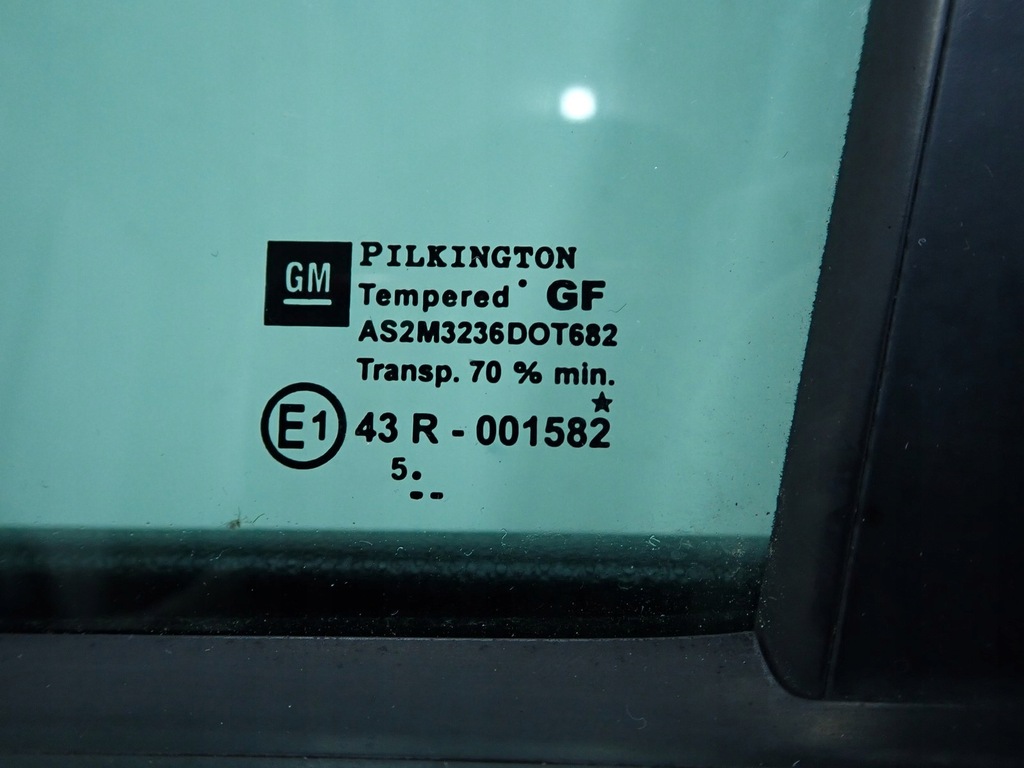 GM
PILKINGTON
Tempered • GF
AS2M3236DOT682
Transp. 70 % min.
E1 43 R - 001582
5.